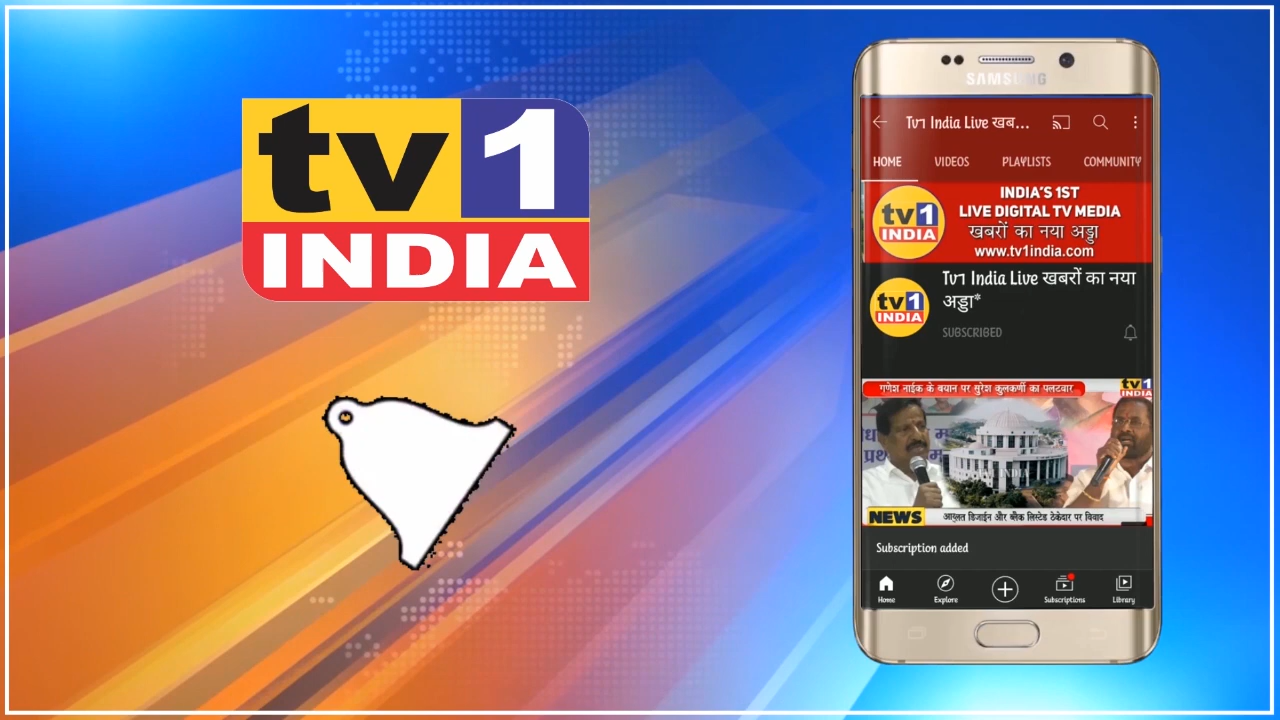 tv1
INDIA
SAMSUNG
Tv1 India Live खब...
HOME VIDEOS PLAYLISTS COMMUNITY
tv1
INDIA
INDIA'S 1ST
LIVE DIGITAL TV MEDIA
खबरों का नया अड्डा
www.tv1india.com
tv1
INDIA
Tv1 India Live खबरों का नया
अड्डा*
SUBSCRIBED
गणेश नाईक के बयान पर सुरेश कुलकर्णी का पलटवार
tv1
INDIA
NEWS
डिजाईन और ब्लैक लिस्टेड ठेकेदार पर विवाद
Subscription added
Home Explore Subscriptions Library